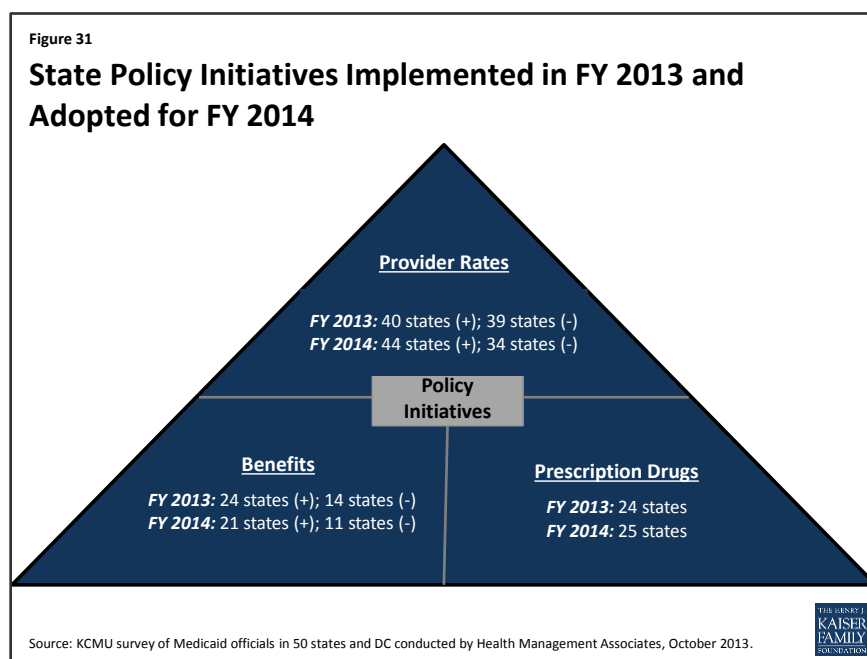 Figure 31
State Policy Initiatives Implemented in FY 2013 and
Adopted for FY 2014
Provider Rates
FY 2013: 40 states (+); 39 states (-)
FY 2014: 44 states (+); 34 states (-)
Policy
Initiatives
Benefits
FY 2013: 24 states (+); 14 states (-)
FY 2014: 21 states (+); 11 states (-)
Prescription Drugs
FY 2013: 24 states
FY 2014: 25 states
Source: KCMU survey of Medicaid officials in 50 states and DC conducted by Health Management Associates, October 2013.
THE HENRY J.
KAISER
FAMILY
FOUNDATION